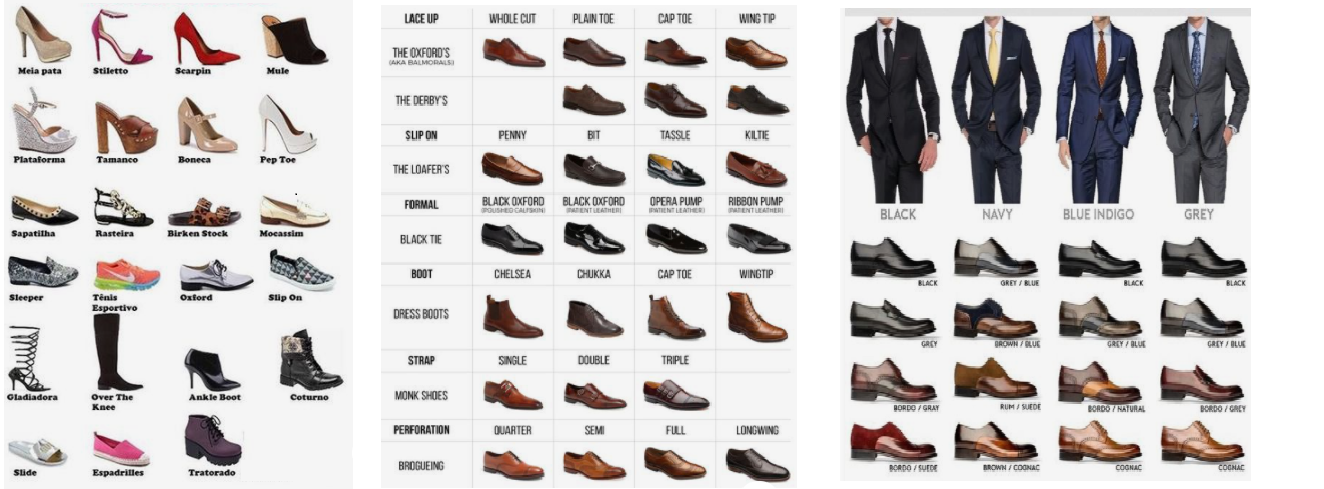 Meia pata Stiletto Scarpin Mule
Plataforma Tamanco Boneca Pep Toe
Sapatilha Rasteira Birken Stock Mocassim
Sleeper Tênis Esportivo Oxford Slip On
Gladiadora Over The Knee Ankle Boot Coturno
Slide Espadrilles Tratorado
LACE UP WHOLE CUT PLAIN TOE CAP TOE WING TIP
THE OXFORD'S
(AKA BALMORALS)
THE DERBY'S
SLIP ON PENNY BIT TASSLE KILTIE
THE LOAFER'S
FORMAL BLACK OXFORD BLACK OXFORD OPERA PUMP RIBBON PUMP
(POLISHED CALFSKIN) (PATIENT LEATHER) (PATIENT LEATHER) (PATIENT LEATHER)
BLACK TIE
BOOT CHELSEA CHUKKA CAP TOE WINGTIP
DRESS BOOTS
STRAP SINGLE DOUBLE TRIPLE
MONK SHOES
PERFORATION QUARTER SEMI FULL LONGWING
BROGUEING
BLACK NAVY BLUE INDIGO GREY
BLACK GREY / BLUE BLACK BLACK
GREY BROWN / BLUE GREY / BLUE GREY / BLUE
BORDO / GRAY RUM / SUEDE BORDO / NATURAL BORDO / GREY
BORDO / SUEDE BROWN / COGNAC COGNAC COGNAC